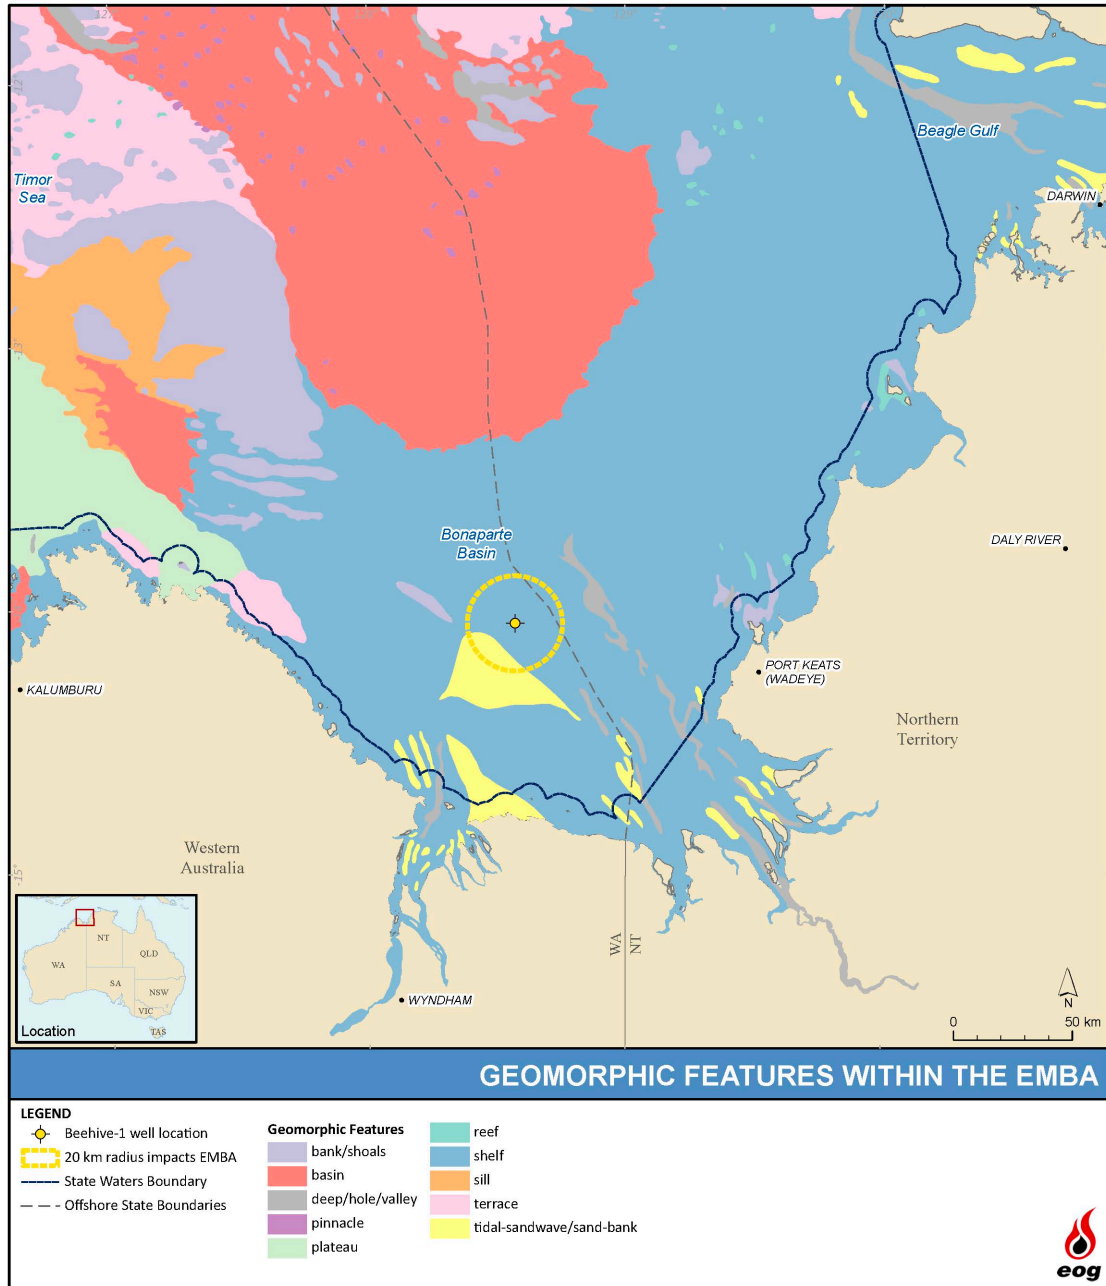 -12°
Timor
Sea
Beagle Gulf
DARWIN
-13°
Bonaparte
Basin
DALY RIVER
KALUMBURU
PORT KEATS
(WADEYE)
Northern
Territory
Western
Australia
-15°
WA
NT
WYNDHAM
N
0 50 km
WA
NT
QLD
SA
NSW
VIC
TAS
Location
GEOMORPHIC FEATURES WITHIN THE EMBA
LEGEND
Beehive-1 well location
20 km radius impacts EMBA
State Waters Boundary
Offshore State Boundaries
Geomorphic Features
bank/shoals
basin
deep/hole/valley
pinnacle
plateau
reef
shelf
sill
terrace
tidal-sandwave/sand-bank
eog